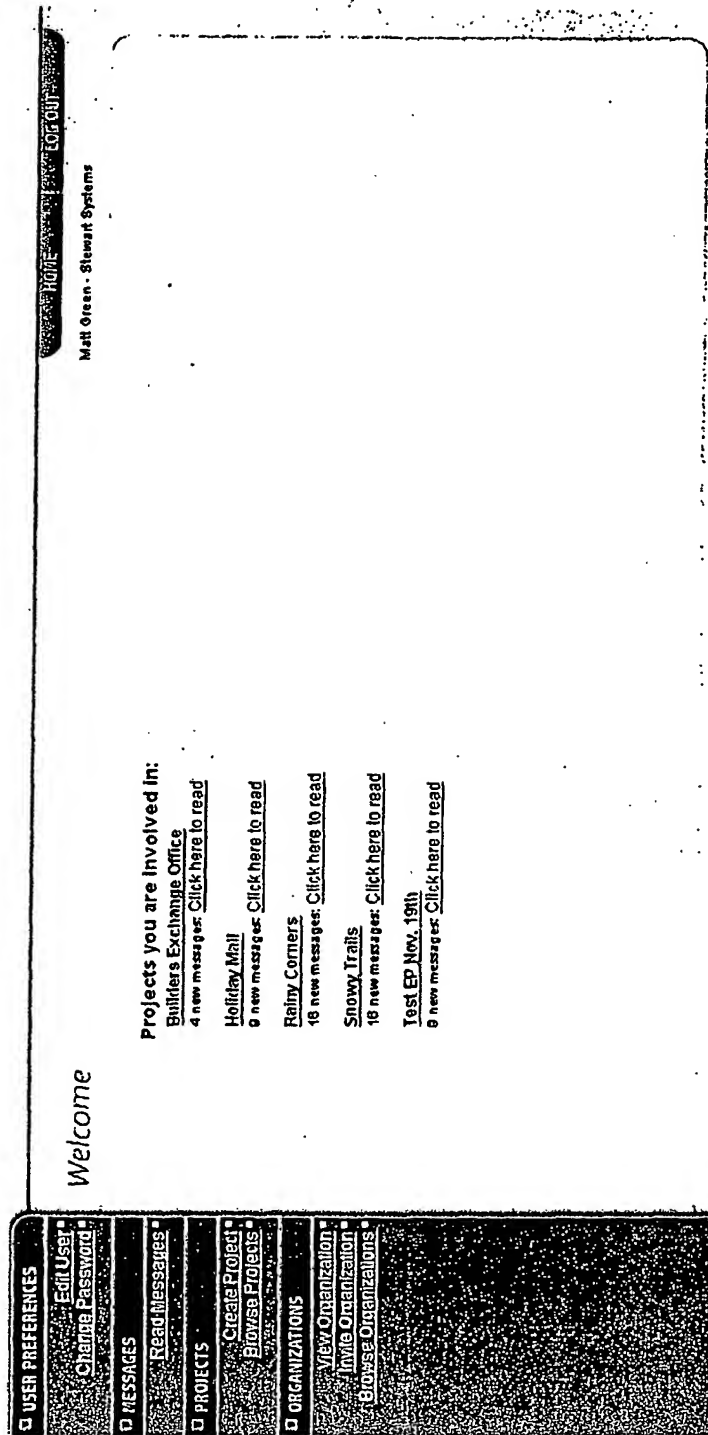 HOME LOG OUT
USER PREFERENCES
Edit User
Change Password
MESSAGES
Read Messages
PROJECTS
Create Project
Browse Projects
ORGANIZATIONS
View Organization
Invite Organization
Browse Organizations
Welcome
Matt Green - Stewart Systems
Projects you are involved in:
Builders Exchange Office
4 new messages: Click here to read
Holiday Mall
9 new messages: Click here to read
Rainy Corners
16 new messages: Click here to read
Snowy Trails
16 new messages: Click here to read
Test EP Nov. 19th
9 new messages: Click here to read